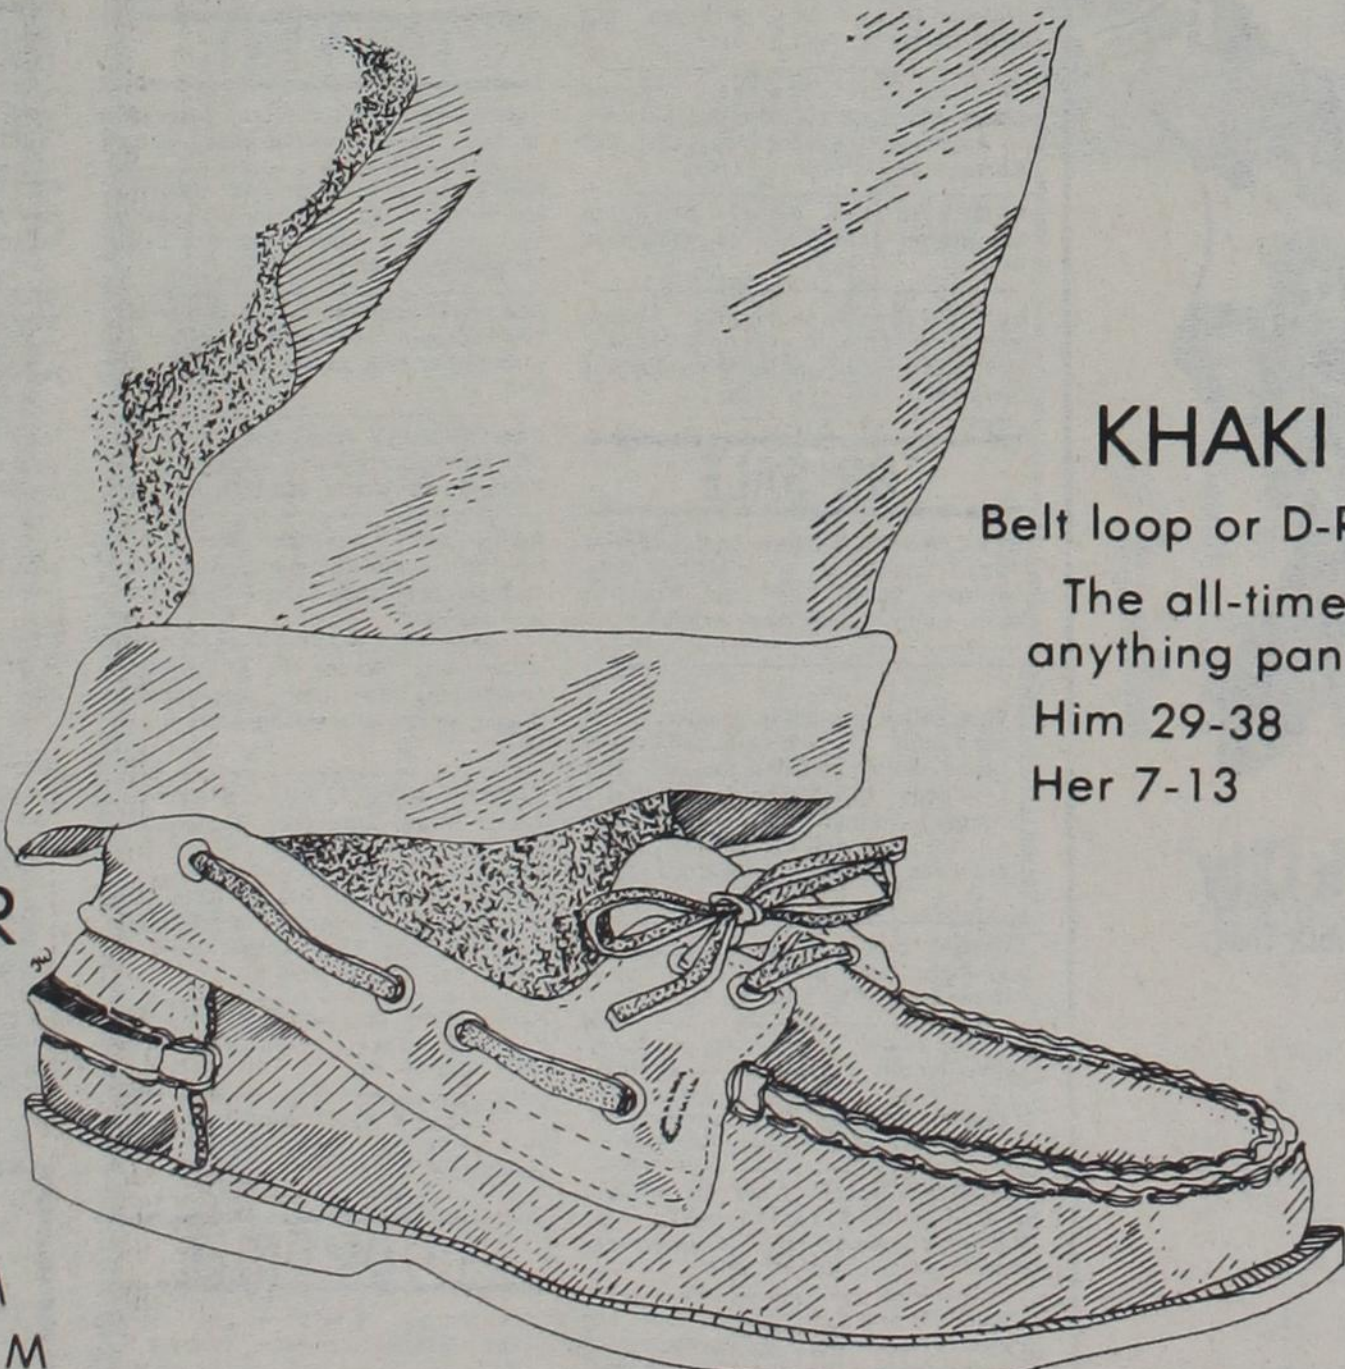 KHAKI
Belt loop or D-
The all-time
anything pan
Him 29-38
Her 7-13
R
M